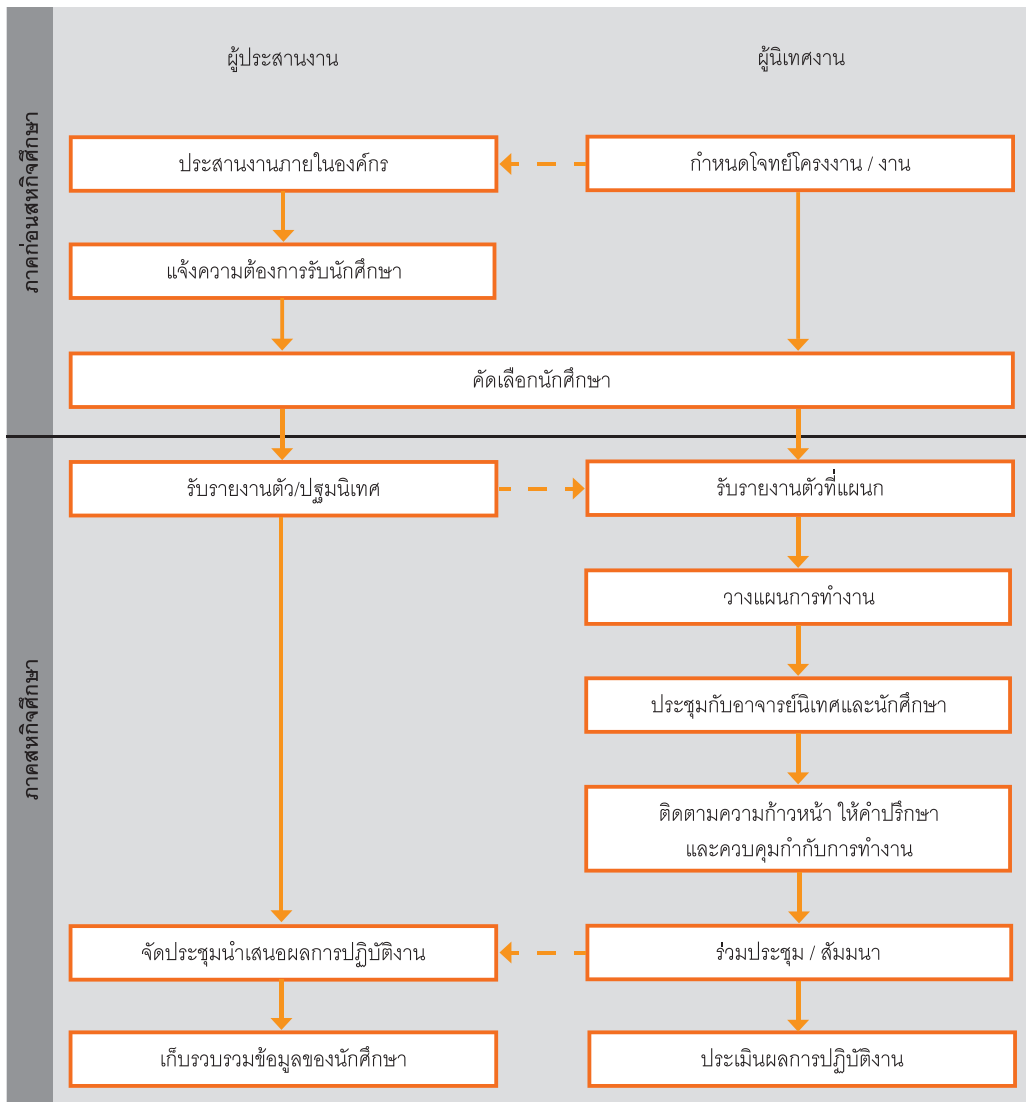 ผู้ประสานงาน
ผู้นิเทศงาน
ภาคก่อนสหกิจศึกษา
ประสานงานภายในองค์กร
กำหนดโจทย์โครงงาน / งาน
แจ้งความต้องการรับนักศึกษา
คัดเลือกนักศึกษา
ภาคสหกิจศึกษา
รับรายงานตัว/ปฐมนิเทศ
รับรายงานตัวที่แผนก
วางแผนการทำงาน
ประชุมกับอาจารย์นิเทศและนักศึกษา
ติดตามความก้าวหน้า ให้คำปรึกษา
และควบคุมกำกับการทำงาน
จัดประชุมนำเสนอผลการปฏิบัติงาน
ร่วมประชุม / สัมมนา
เก็บรวบรวมข้อมูลของนักศึกษา
ประเมินผลการปฏิบัติงาน